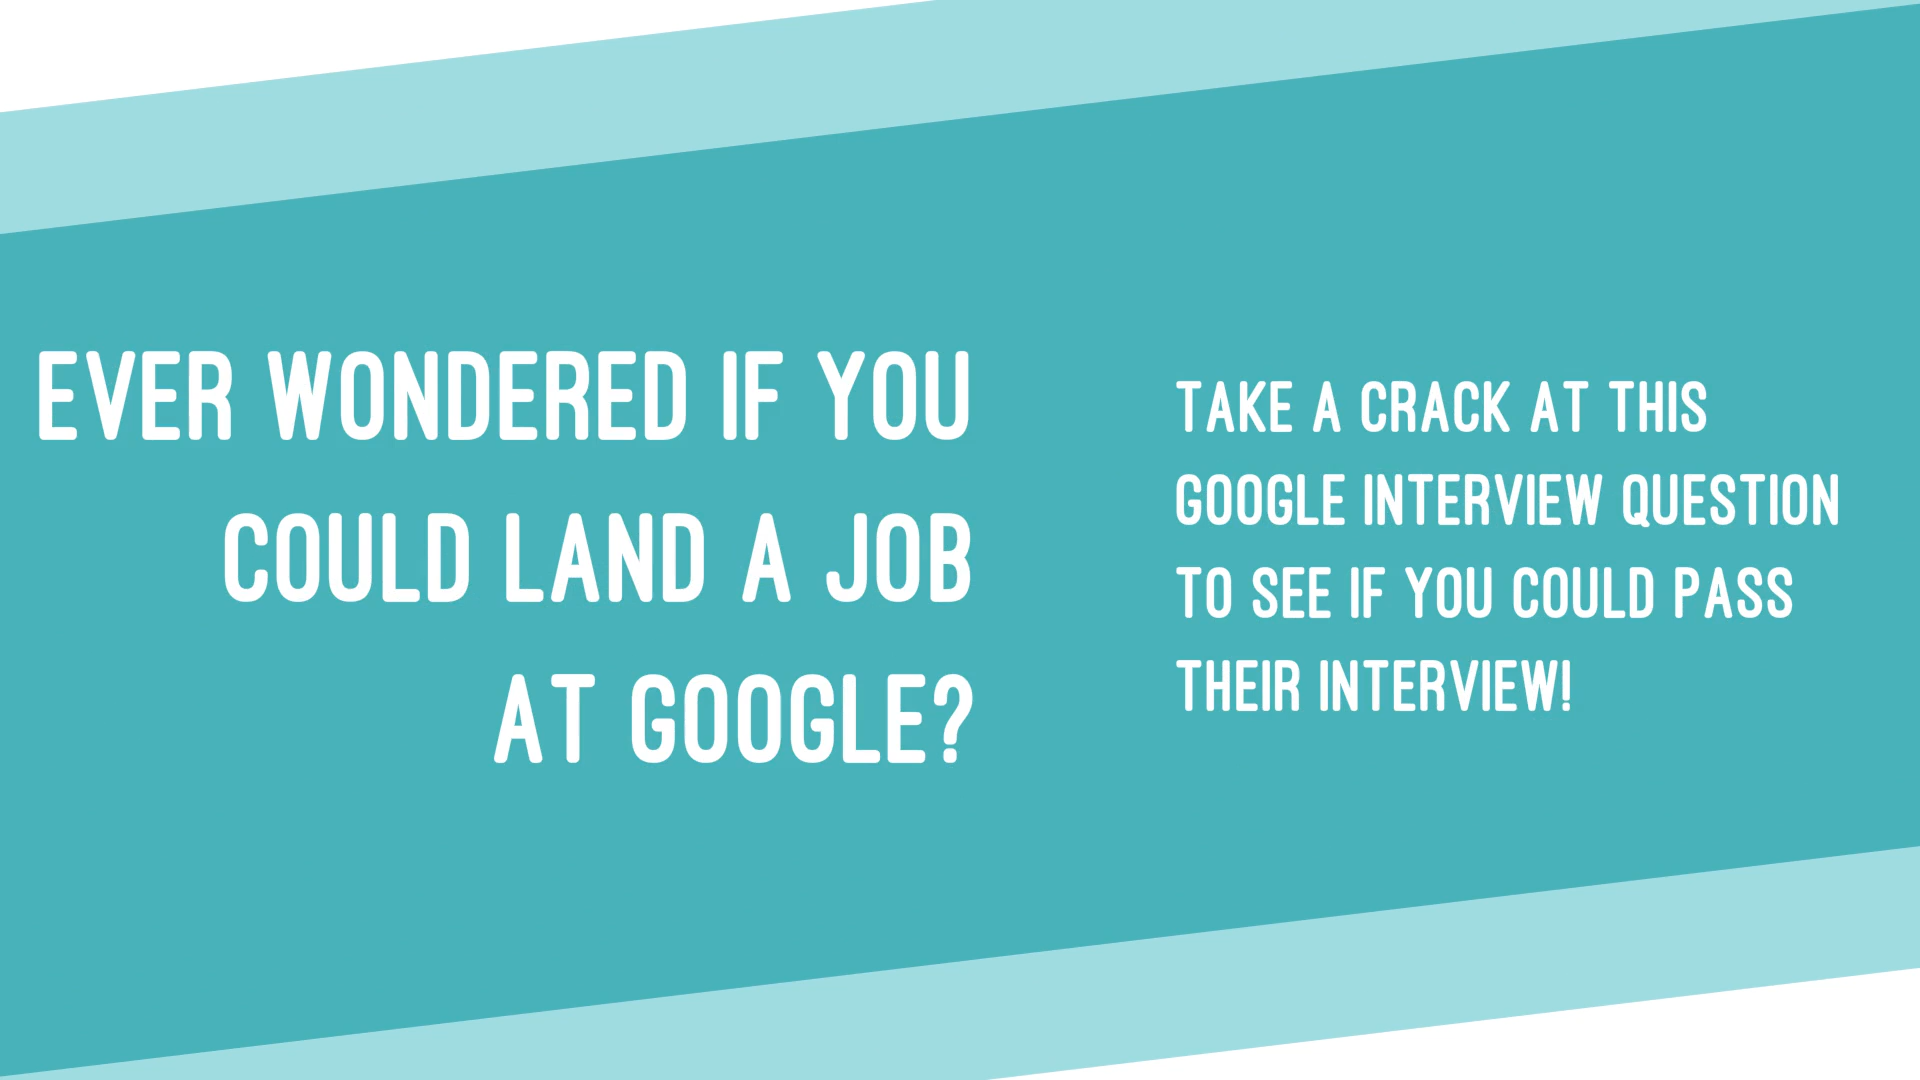 EVER WONDERED IF YOU
COULD LAND A JOB
AT GOOGLE?
TAKE A CRACK AT THIS
GOOGLE INTERVIEW QUESTION
TO SEE IF YOU COULD PASS
THEIR INTERVIEW!